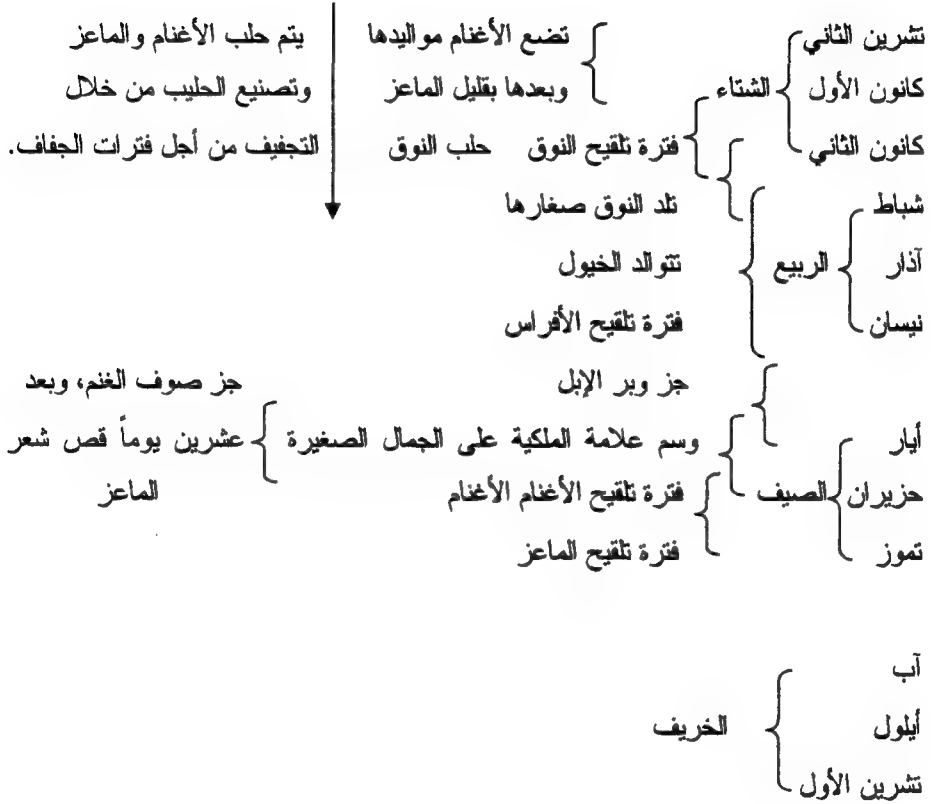 تشرين الثاني تضع الأغنام مواليدها يتم حلب الأغنام والماعز
كانون الأول الشتاء وبعدها بقليل الماعز وتصنيع الحليب من خلال
كانون الثاني فترة تلقيح النوق حلب النوق التجفيف من أجل فترات الجفاف.
شباط تلد النوق صغارها
آذار الربيع تتوالد الخيول
نيسان فترة تلقيح الأفراس
جز وبر الإبل جز صوف الغنم، وبعد
أيار وسم علامة الملكية على الجمال الصغيرة عشرين يوماً قص شعر
حزيران الصيف فترة تلقيح الأغنام الأغنام الماعز
تموز فترة تلقيح الماعز
آب
أيلول الخريف
تشرين الأول